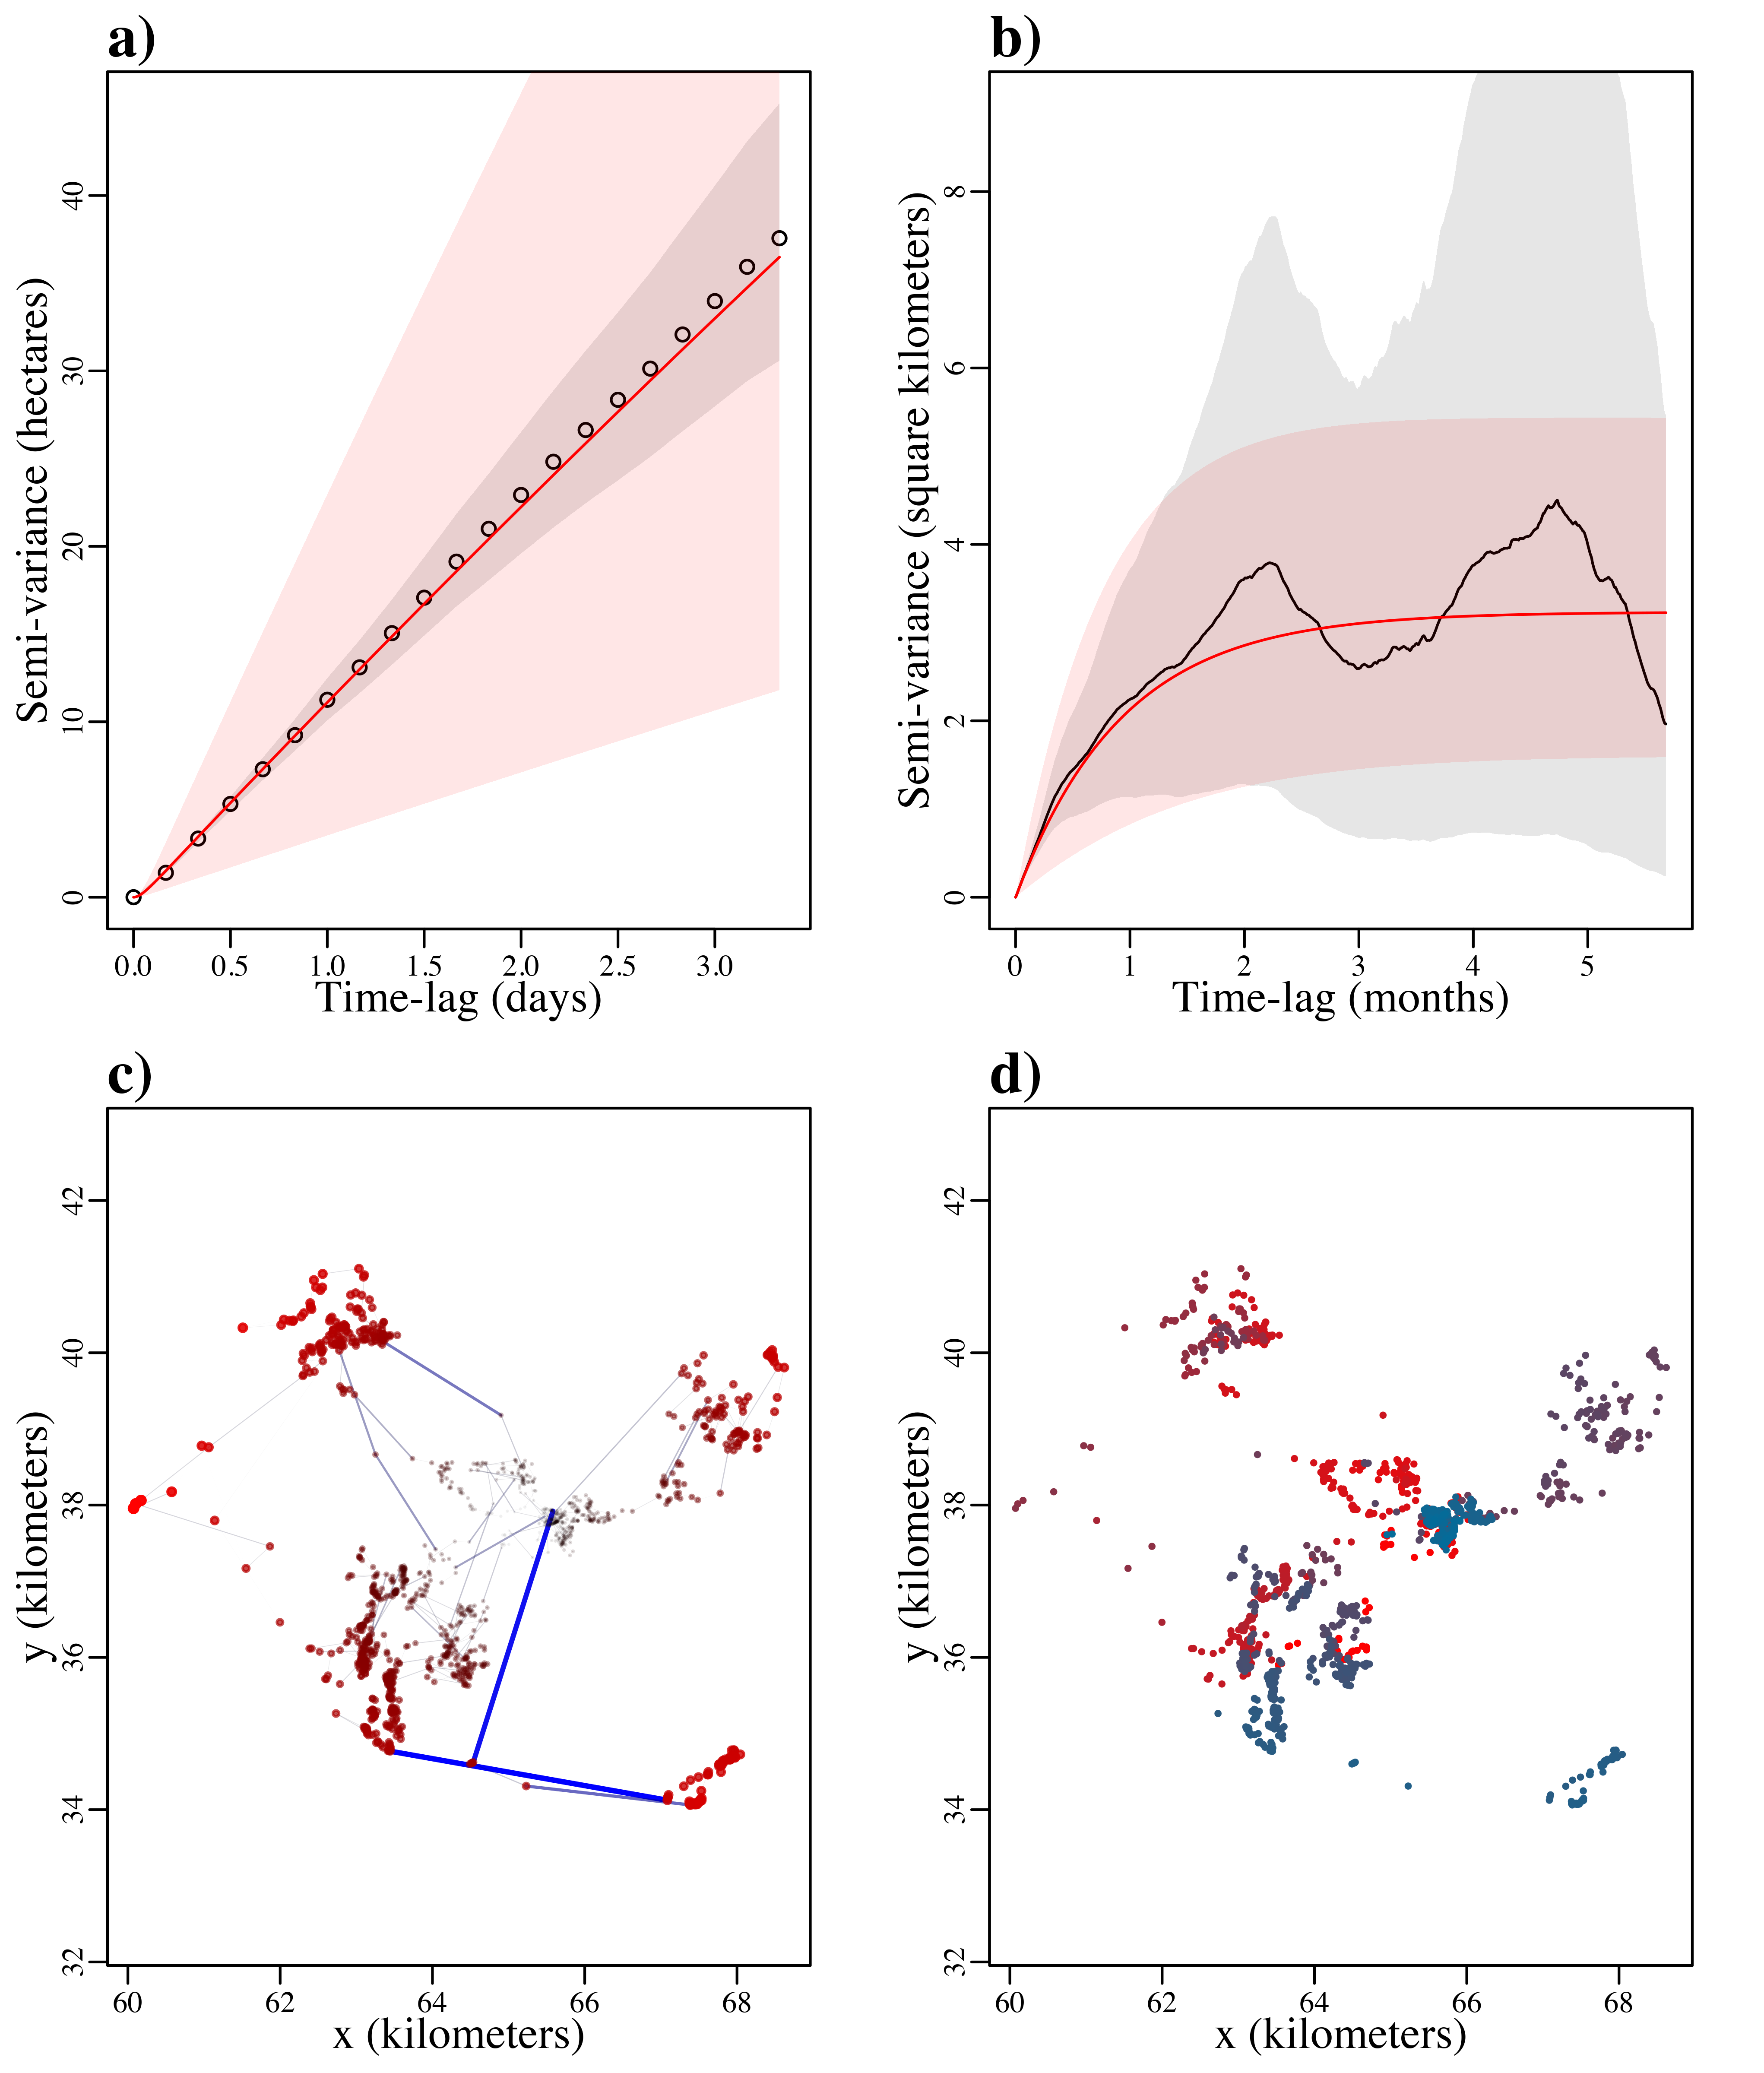 a)
Semi-variance (hectares)
40
30
20
10
0
0.0 0.5 1.0 1.5 2.0 2.5 3.0
Time-lag (days)
b)
Semi-variance (square kilometers)
8
6
4
2
0
0 1 2 3 4 5
Time-lag (months)
c)
y (kilometers)
42
40
38
36
34
32
60 62 64 66 68
x (kilometers)
d)
y (kilometers)
42
40
38
36
34
32
60 62 64 66 68
x (kilometers)